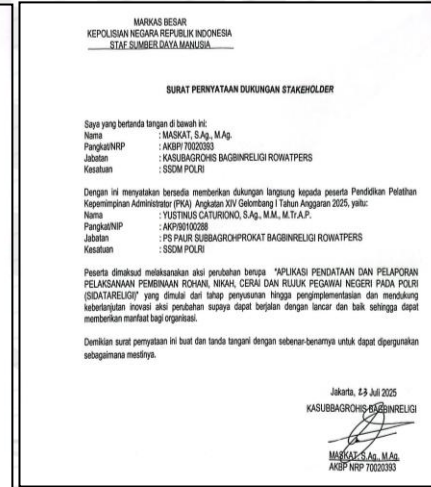 MARKAS BESAR
KEPOLISIAN NEGARA REPUBLIK INDONESIA
STAF SUMBER DAYA MANUSIA
SURAT PERNYATAAN DUKUNGAN STAKEHOLDER
Saya yang bertanda tangan di bawah ini:
Nama : MASKAT, S.Ag., M.Ag.
Pangkat/NRP : AKBP/ 70020393
Jabatan : KASUBAGROHIS BAGBINRELIGI ROWATPERS
Kesatuan : SSDM POLRI
Dengan ini menyatakan bersedia memberikan dukungan langsung kepada peserta Pendidikan Pelatihan
Kepemimpinan Administrator (PKA) Angkatan XIV Gelombang I Tahun Anggaran 2025, yaitu:
Nama : YUSTINUS CATURIONO, S.Ag., M.M., M.Tr.A.P.
Pangkat/NIP : AKP/90100288
Jabatan : PS PAUR SUBBAGROHPROKAT BAGBINRELIGI ROWATPERS
Kesatuan : SSDM POLRI
Peserta dimaksud melaksanakan aksi perubahan berupa "APLIKASI PENDATAAN DAN PELAPORAN
PELAKSANAAN PEMBINAAN ROHANI, NIKAH, CERAI DAN RUJUK PEGAWAI NEGERI PADA POLRI
(SIDATARELIGI)" yang dimulai dari tahap penyusunan hingga pengimplementasian dan mendukung
keberlanjutan inovasi aksi perubahan supaya dapat berjalan dengan lancar dan baik sehingga dapat
memberikan manfaat bagi organisasi.
Demikian surat pernyataan ini buat dan tanda tangani dengan sebenar-benarnya untuk dapat dipergunakan
sebagaimana mestinya.
Jakarta, 23 Juli 2025
KASUBBAGROHIS BAGBINRELIGI
MASKAT, S.Ag., M.Ag.
AKBP NRP 70020393